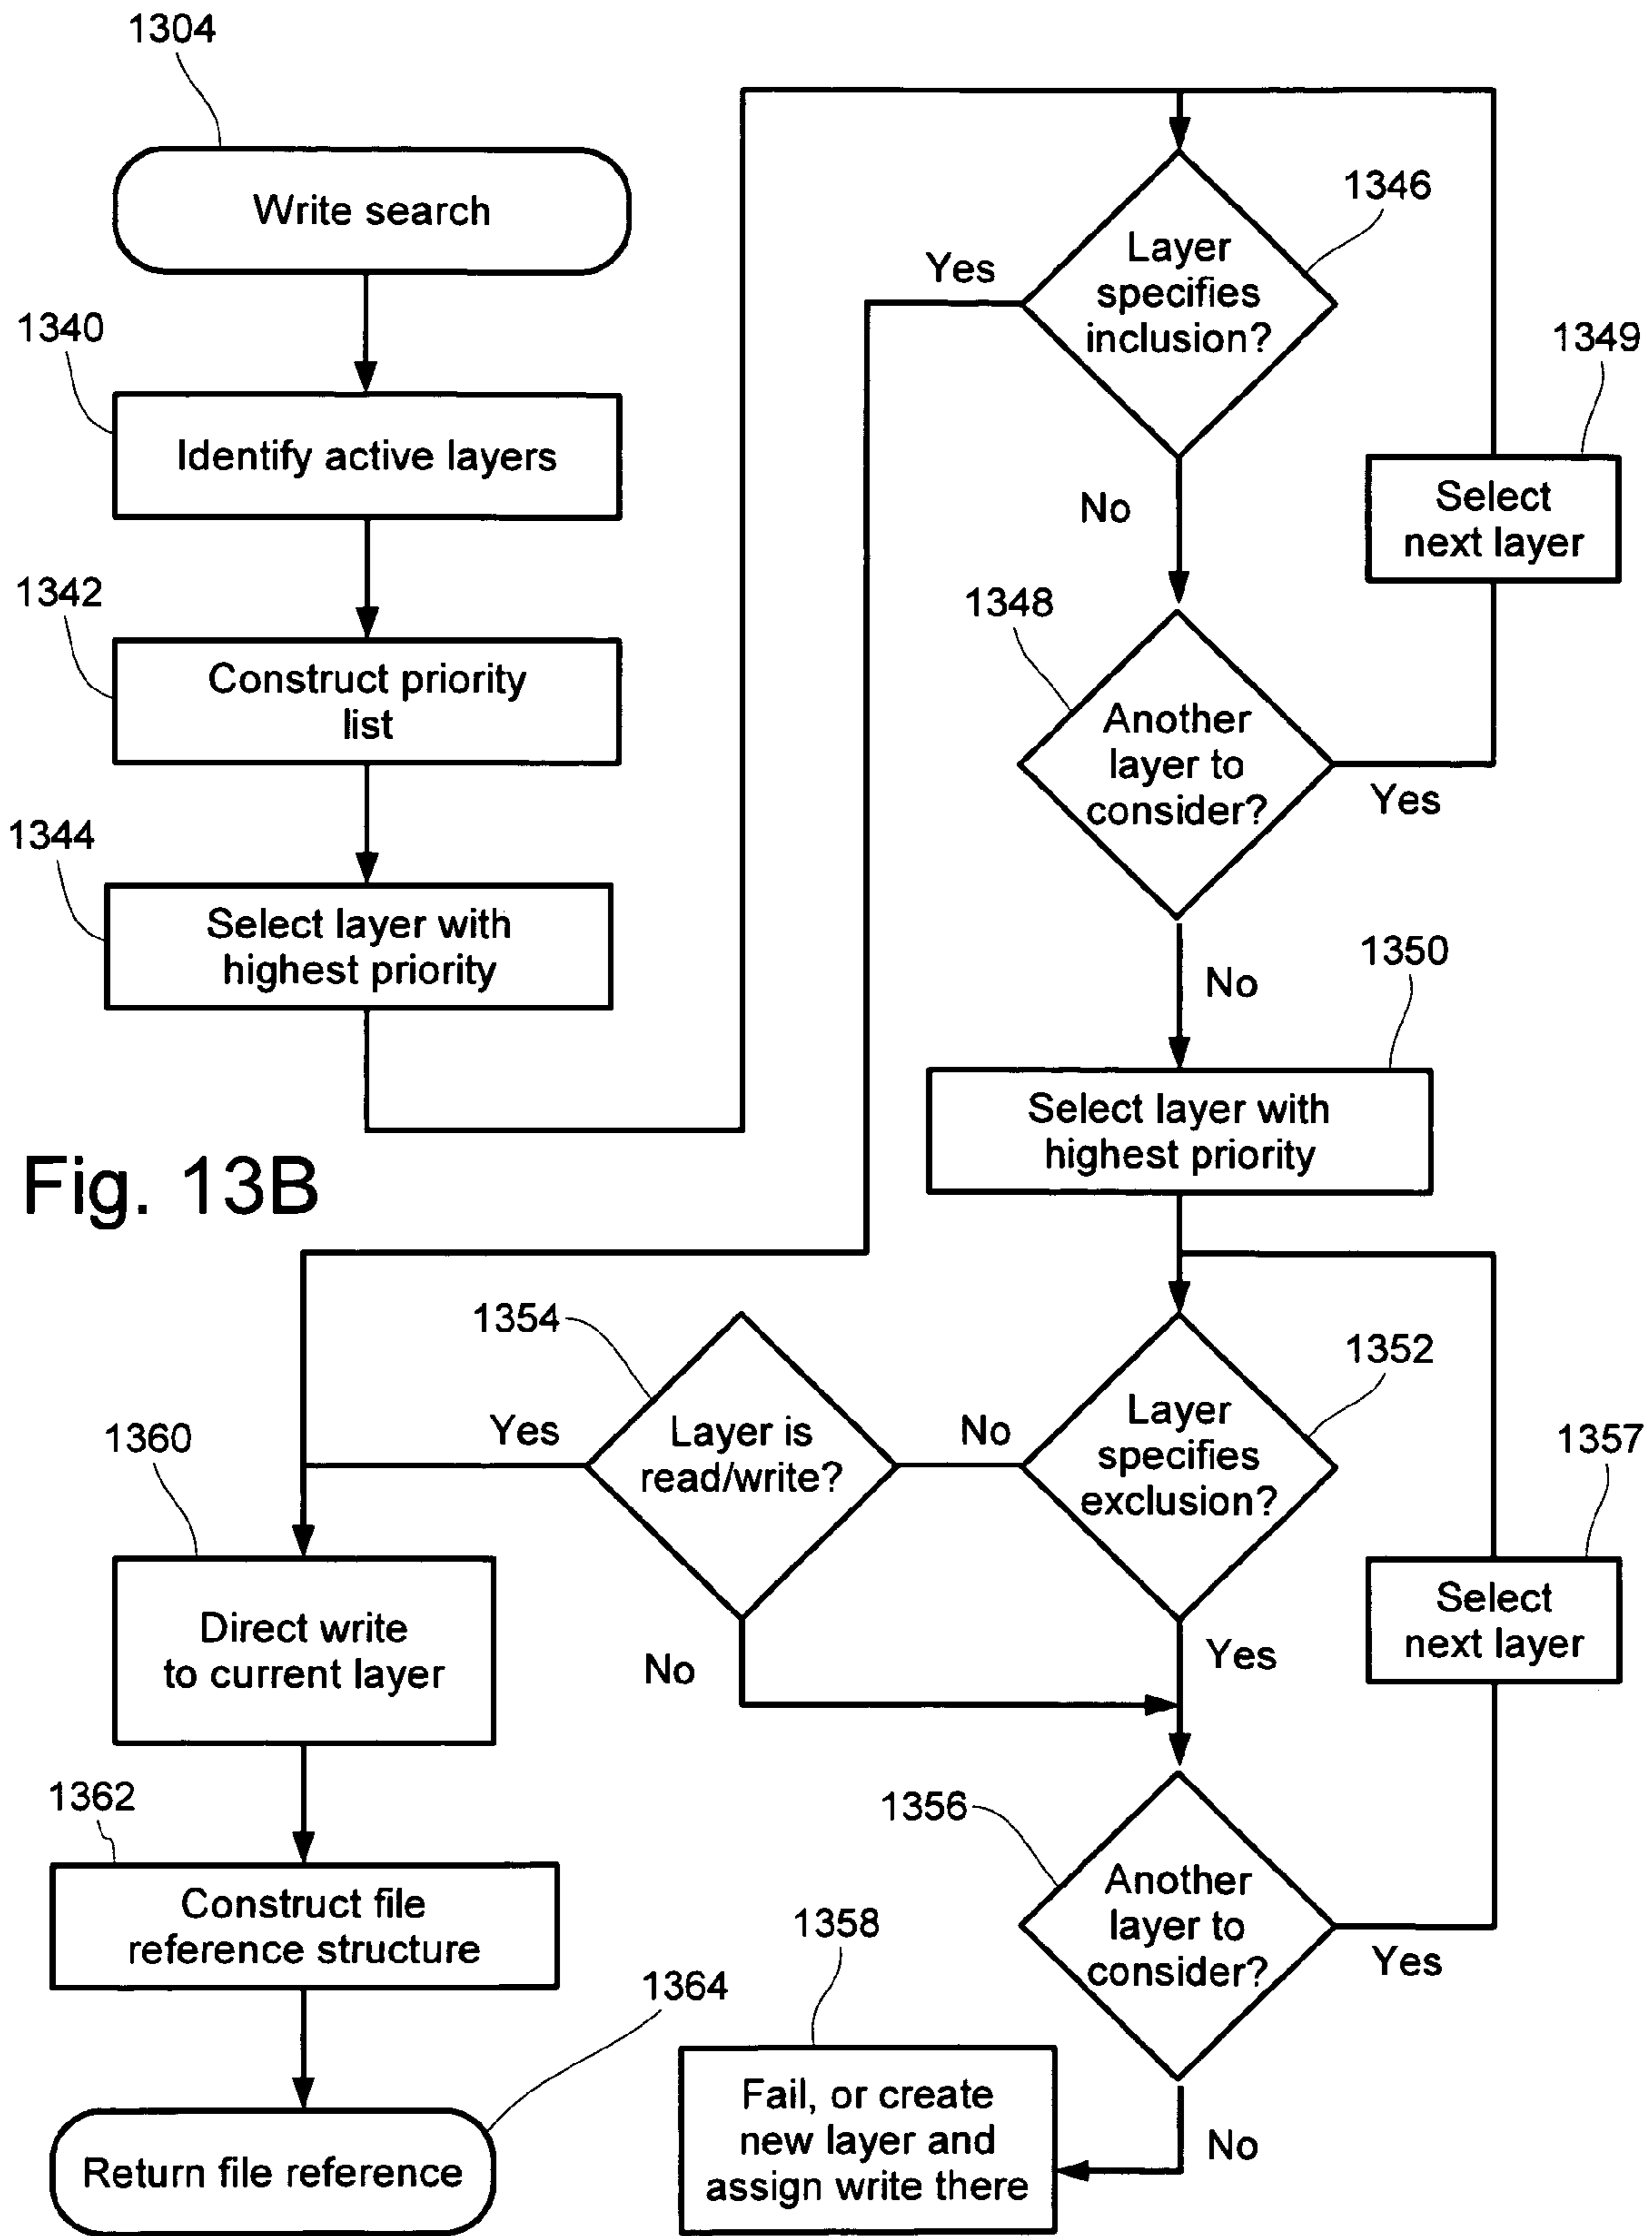 1304
Write search
1340
Identify active layers
1342
Construct priority
list
1344
Select layer with
highest priority
Fig. 13B
1346
Layer
specifies
inclusion?
Yes
No
1349
Select
next layer
1348
Another
layer to
consider?
Yes
No
1350
Select layer with
highest priority
1352
Layer
specifies
exclusion?
No
Yes
1354
Layer is
read/write?
Yes
No
1357
Select
next layer
1356
Another
layer to
consider?
Yes
No
1358
Fail, or create
new layer and
assign write there
1360
Direct write
to current layer
1362
Construct file
reference structure
1364
Return file reference